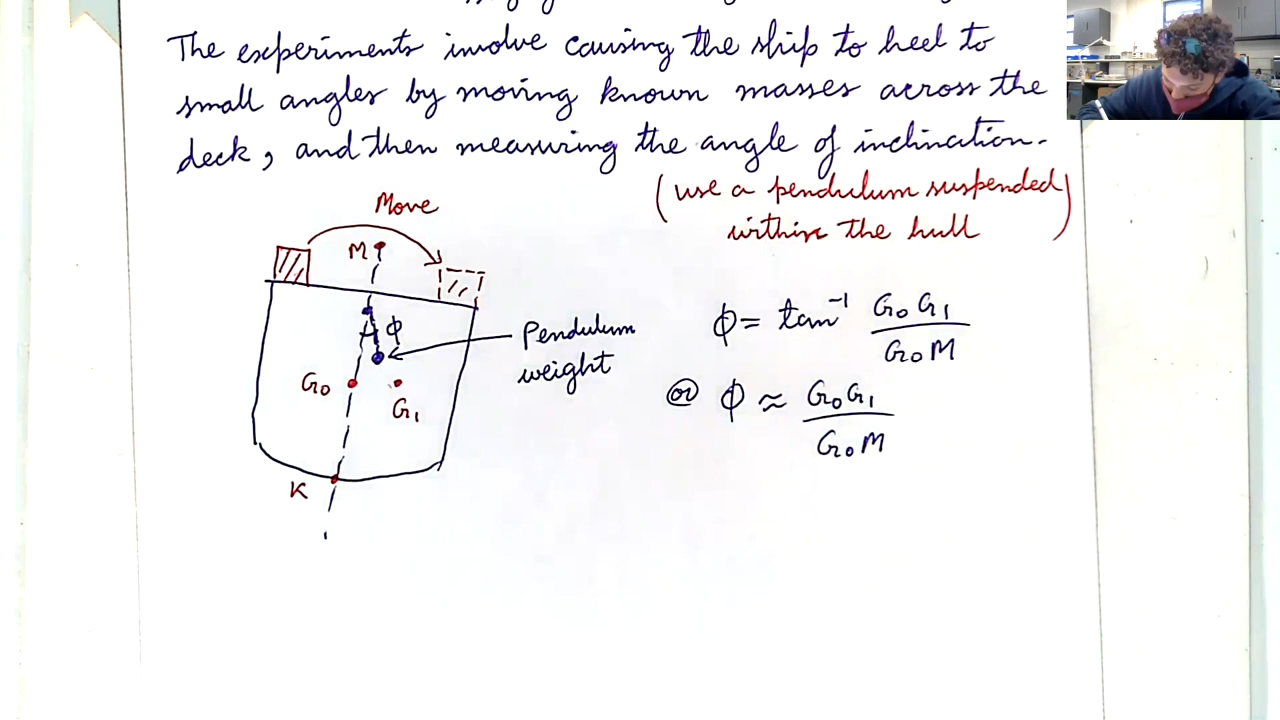 The experiments involve causing the ship to heel to
small angles by moving known masses across the
deck, and then measuring the angle of inclination.
(use a pendulum suspended
within the hull)
Move
M
ϕ
Pendulum
weight
G₀
G₁
K
ϕ = tan⁻¹ G₀G₁ / G₀M
or ϕ ≈ G₀G₁ / G₀M